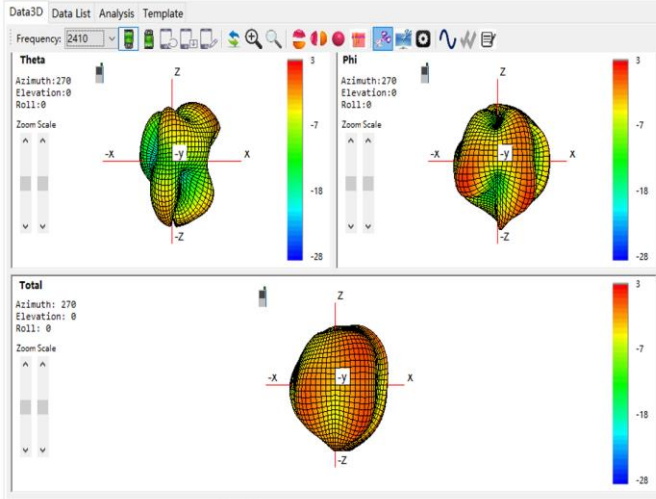 Data3D Data List Analysis Template
Frequency: 2410
Theta
Azimuth:270
Elevation:0
Roll:0
Zoom Scale
Z
-X
-y
X
-Z
3
-7
-18
-28
Phi
Azimuth:270
Elevation:0
Roll:0
Zoom Scale
Z
-X
-y
X
-Z
3
-7
-18
-28
Total
Azimuth: 270
Elevation: 0
Roll: 0
Zoom Scale
Z
-X
-y
X
-Z
3
-7
-18
-28